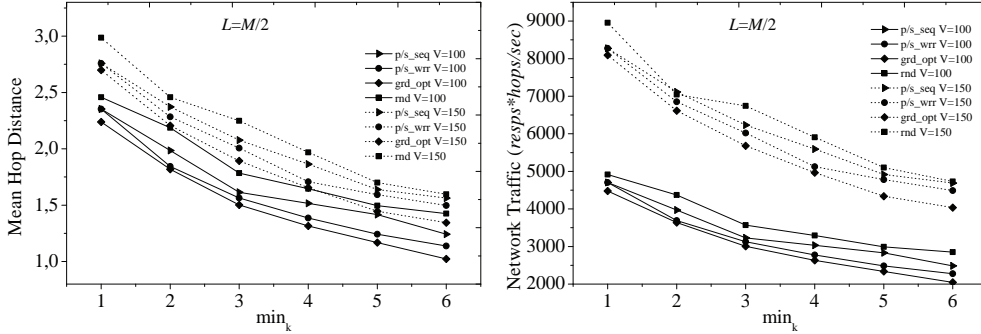 L=M/2
Mean Hop Distance
3.0
2.5
2.0
1.5
1.0
p/s_seq V=100
p/s_wrr V=100
grd_opt V=100
rnd V=100
p/s_seq V=150
p/s_wrr V=150
grd_opt V=150
rnd V=150
1 2 3 4 5 6
min_k
L=M/2
Network Traffic (resps*hops/sec)
9000
8000
7000
6000
5000
4000
3000
2000
p/s_seq V=100
p/s_wrr V=100
grd_opt V=100
rnd V=100
p/s_seq V=150
p/s_wrr V=150
grd_opt V=150
rnd V=150
1 2 3 4 5 6
min_k